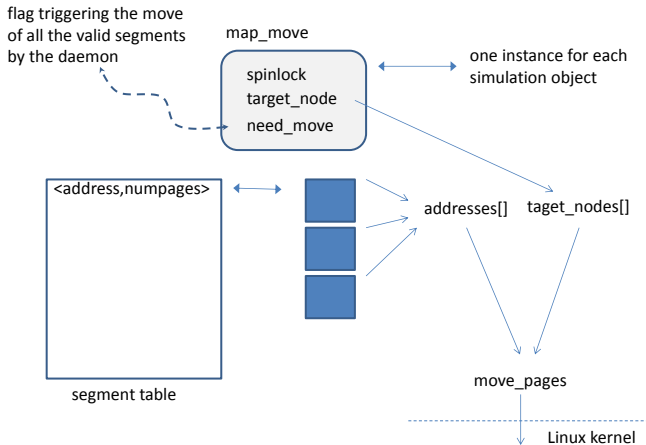 flag triggering the move
of all the valid segments
by the daemon
map_move
spinlock
target_node
need_move
one instance for each
simulation object
<address,numpages>
addresses[]
taget_nodes[]
segment table
move_pages
Linux kernel